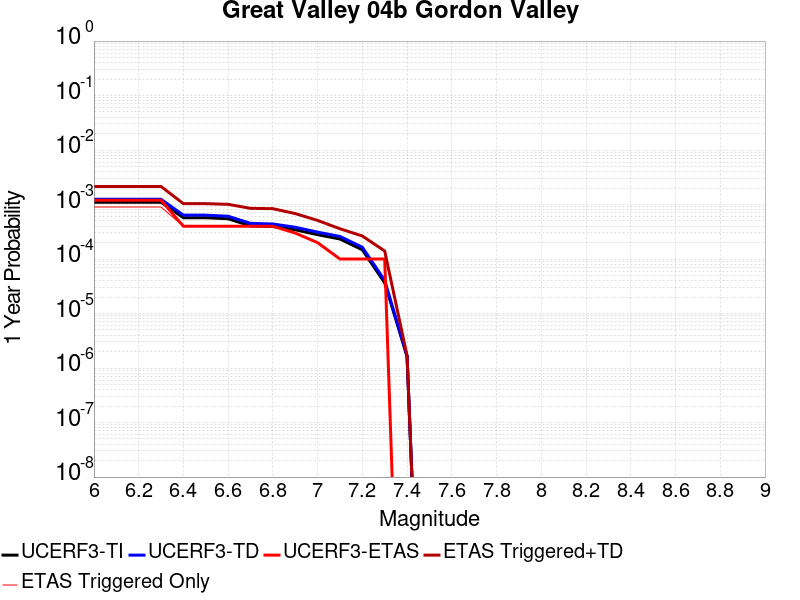 Great Valley 04b Gordon Valley
10 0
10 -1
10 -2
10 -3
10 -4
10 -5
10 -6
10 -7
10 -8
1 Year Probability
6 6.2 6.4 6.6 6.8 7 7.2 7.4 7.6 7.8 8 8.2 8.4 8.6 8.8 9
Magnitude
UCERF3-TI UCERF3-TD UCERF3-ETAS ETAS Triggered+TD
ETAS Triggered Only